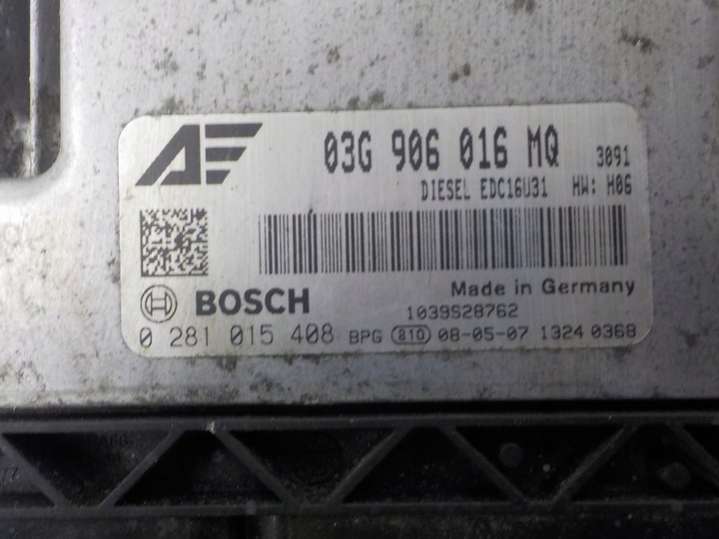 AF 03G 906 016 MQ 3091
DIESEL EDC16U31 HW: H06
BOSCH Made in Germany
1039S28762
0 281 015 408 BPG 810 08-05-07 1324 0368